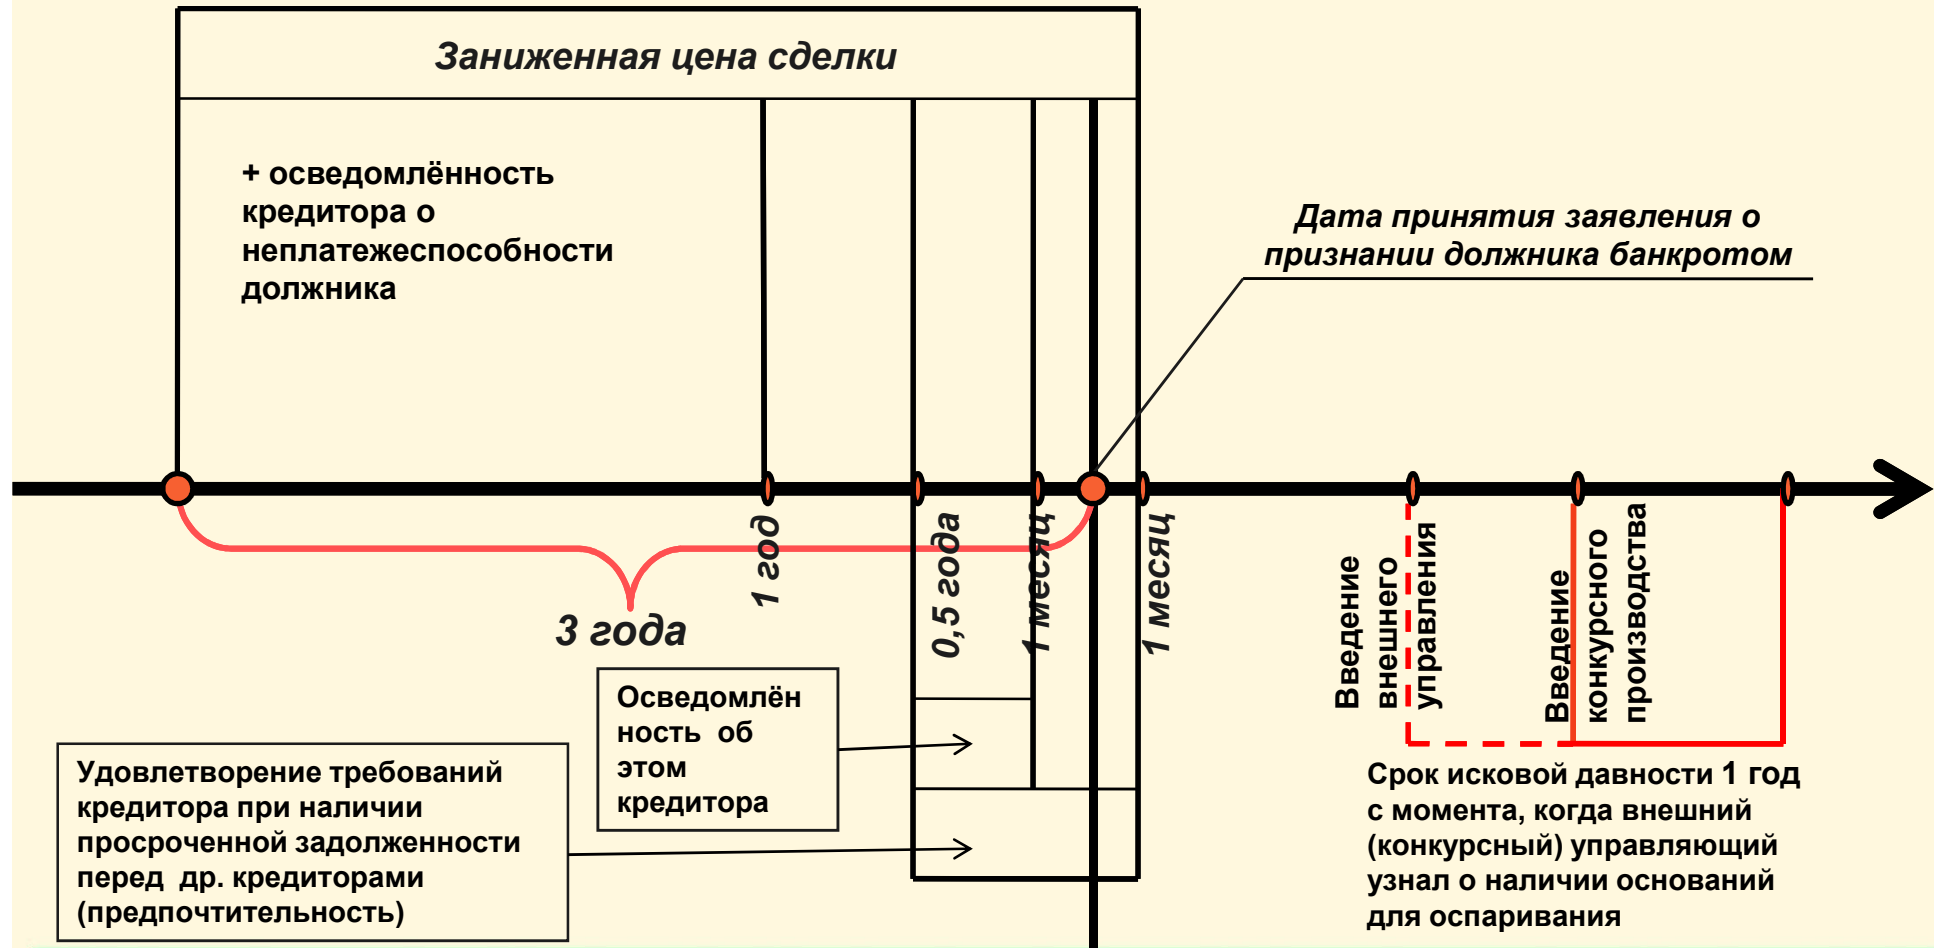 Заниженная цена сделки
+ осведомлённость
кредитора о
неплатежеспособности
должника
Дата принятия заявления о
признании должника банкротом
1 год
0,5 года
1 месяц
1 месяц
3 года
Введение
внешнего
управления
Введение
конкурсного
производства
Осведомлён
ность об
этом
кредитора
Удовлетворение требований
кредитора при наличии
просроченной задолженности
перед др. кредиторами
(предпочтительность)
Срок исковой давности 1 год
с момента, когда внешний
(конкурсный) управляющий
узнал о наличии оснований
для оспаривания